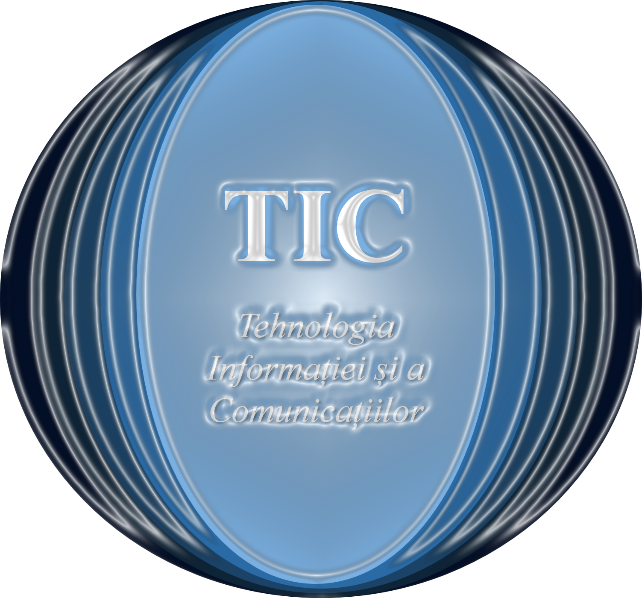 TIC
Tehnologia
Informației și a
Comunicațiilor